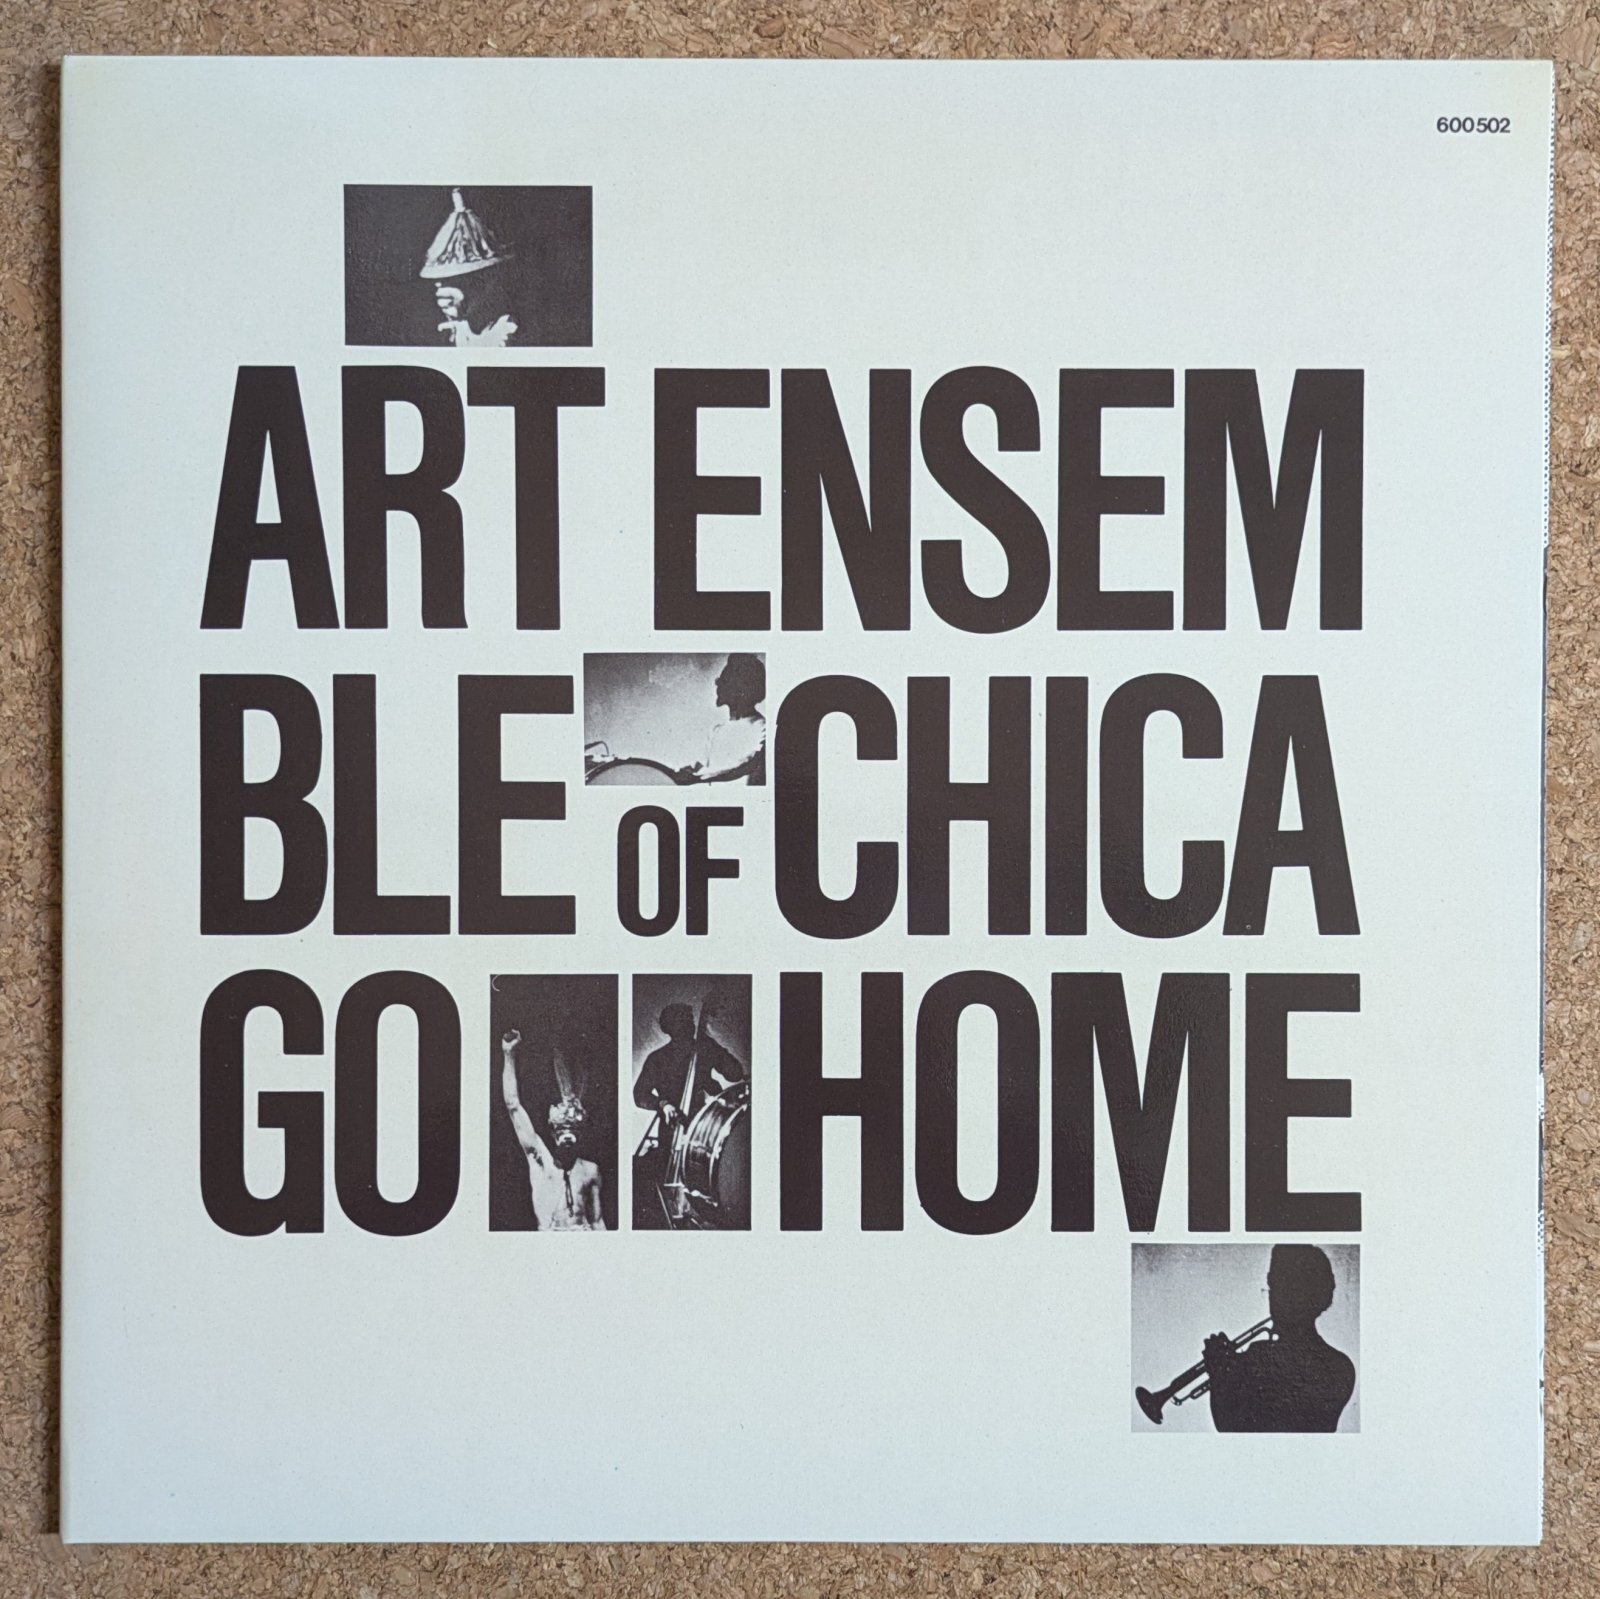 600502
ART ENSEM
BLE OF CHICA
GO HOME